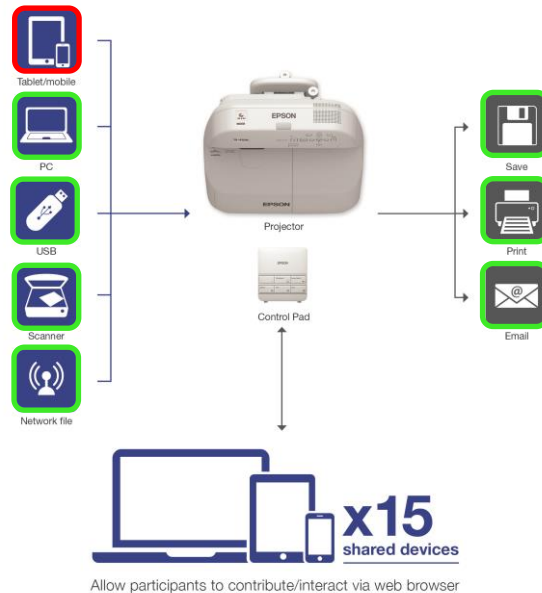 Tablet/mobile
PC
USB
Scanner
Network file
EPSON
EPSON
Projector
EPSON
Control Pad
Save
Print
@
Email
x15
shared devices
Allow participants to contribute/interact via web browser